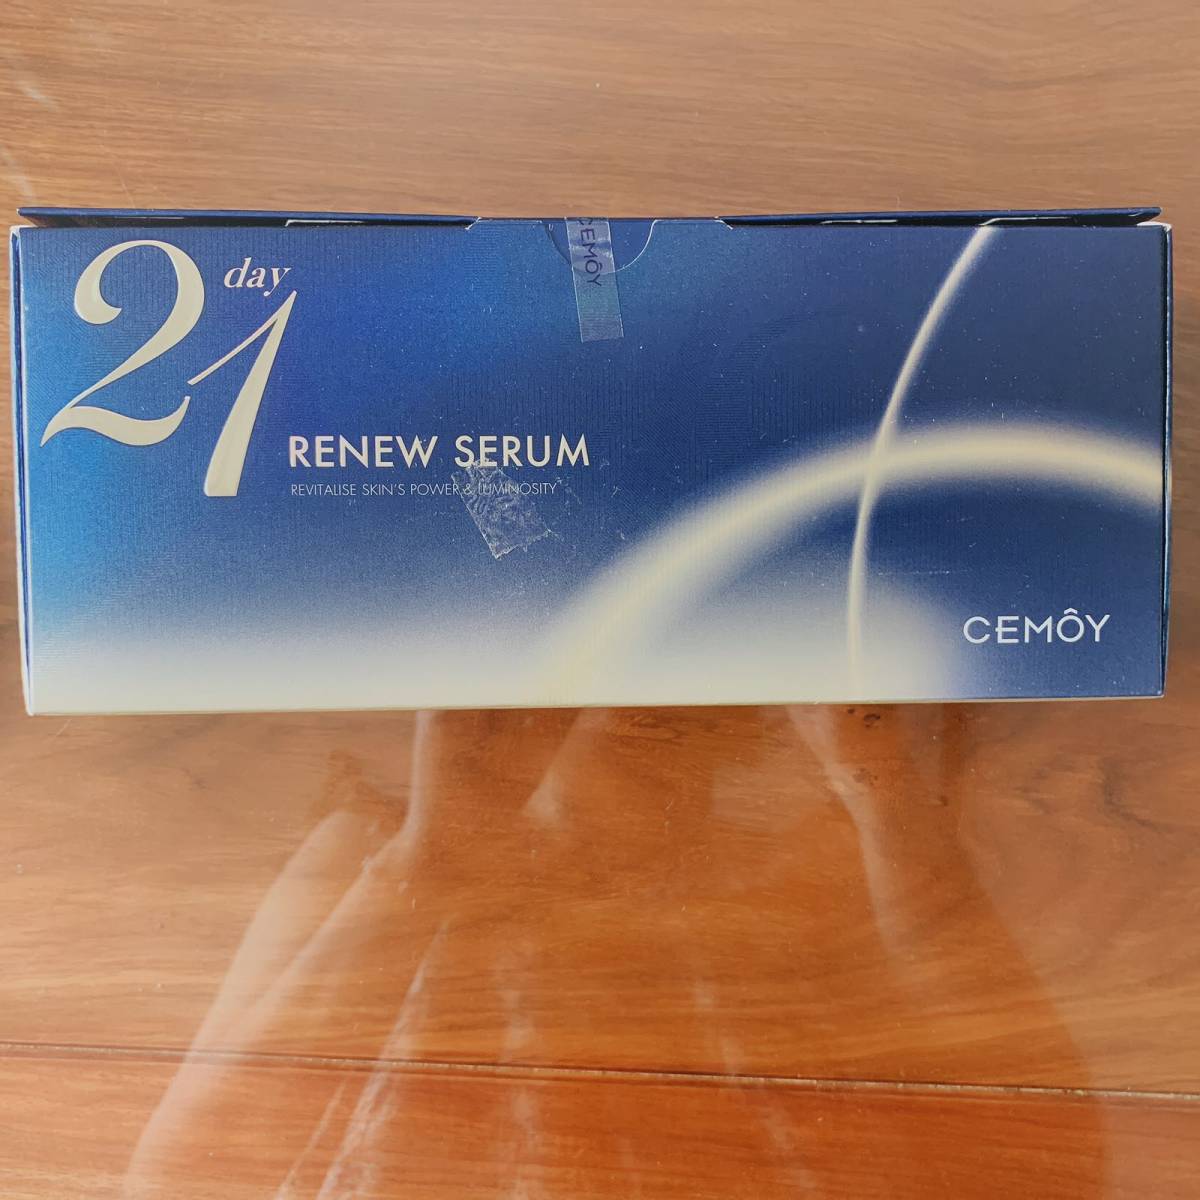 21 day
CEMÔY
RENEW SERUM
REVITALISE SKIN'S POWER & LUMINOSITY
CEMÔY